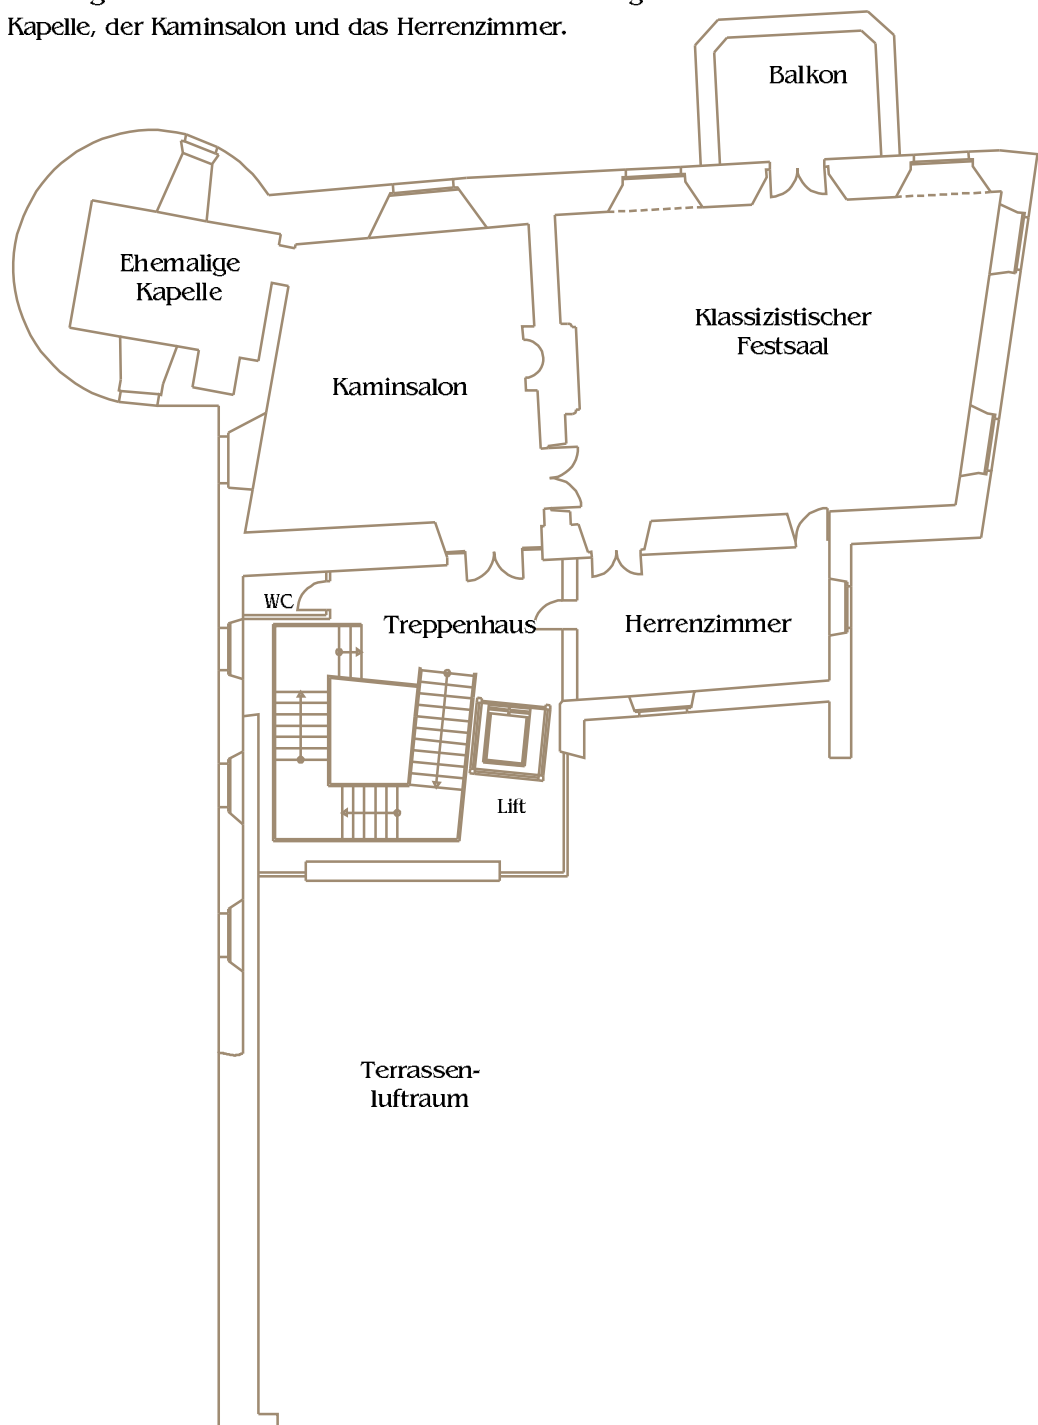 Kapelle, der Kaminsalon und das Herrenzimmer.
Balkon
Ehemalige
Kapelle
Klassizistischer
Festsaal
Kaminsalon
WC
Treppenhaus
Herrenzimmer
Lift
Terrassen-
luftraum